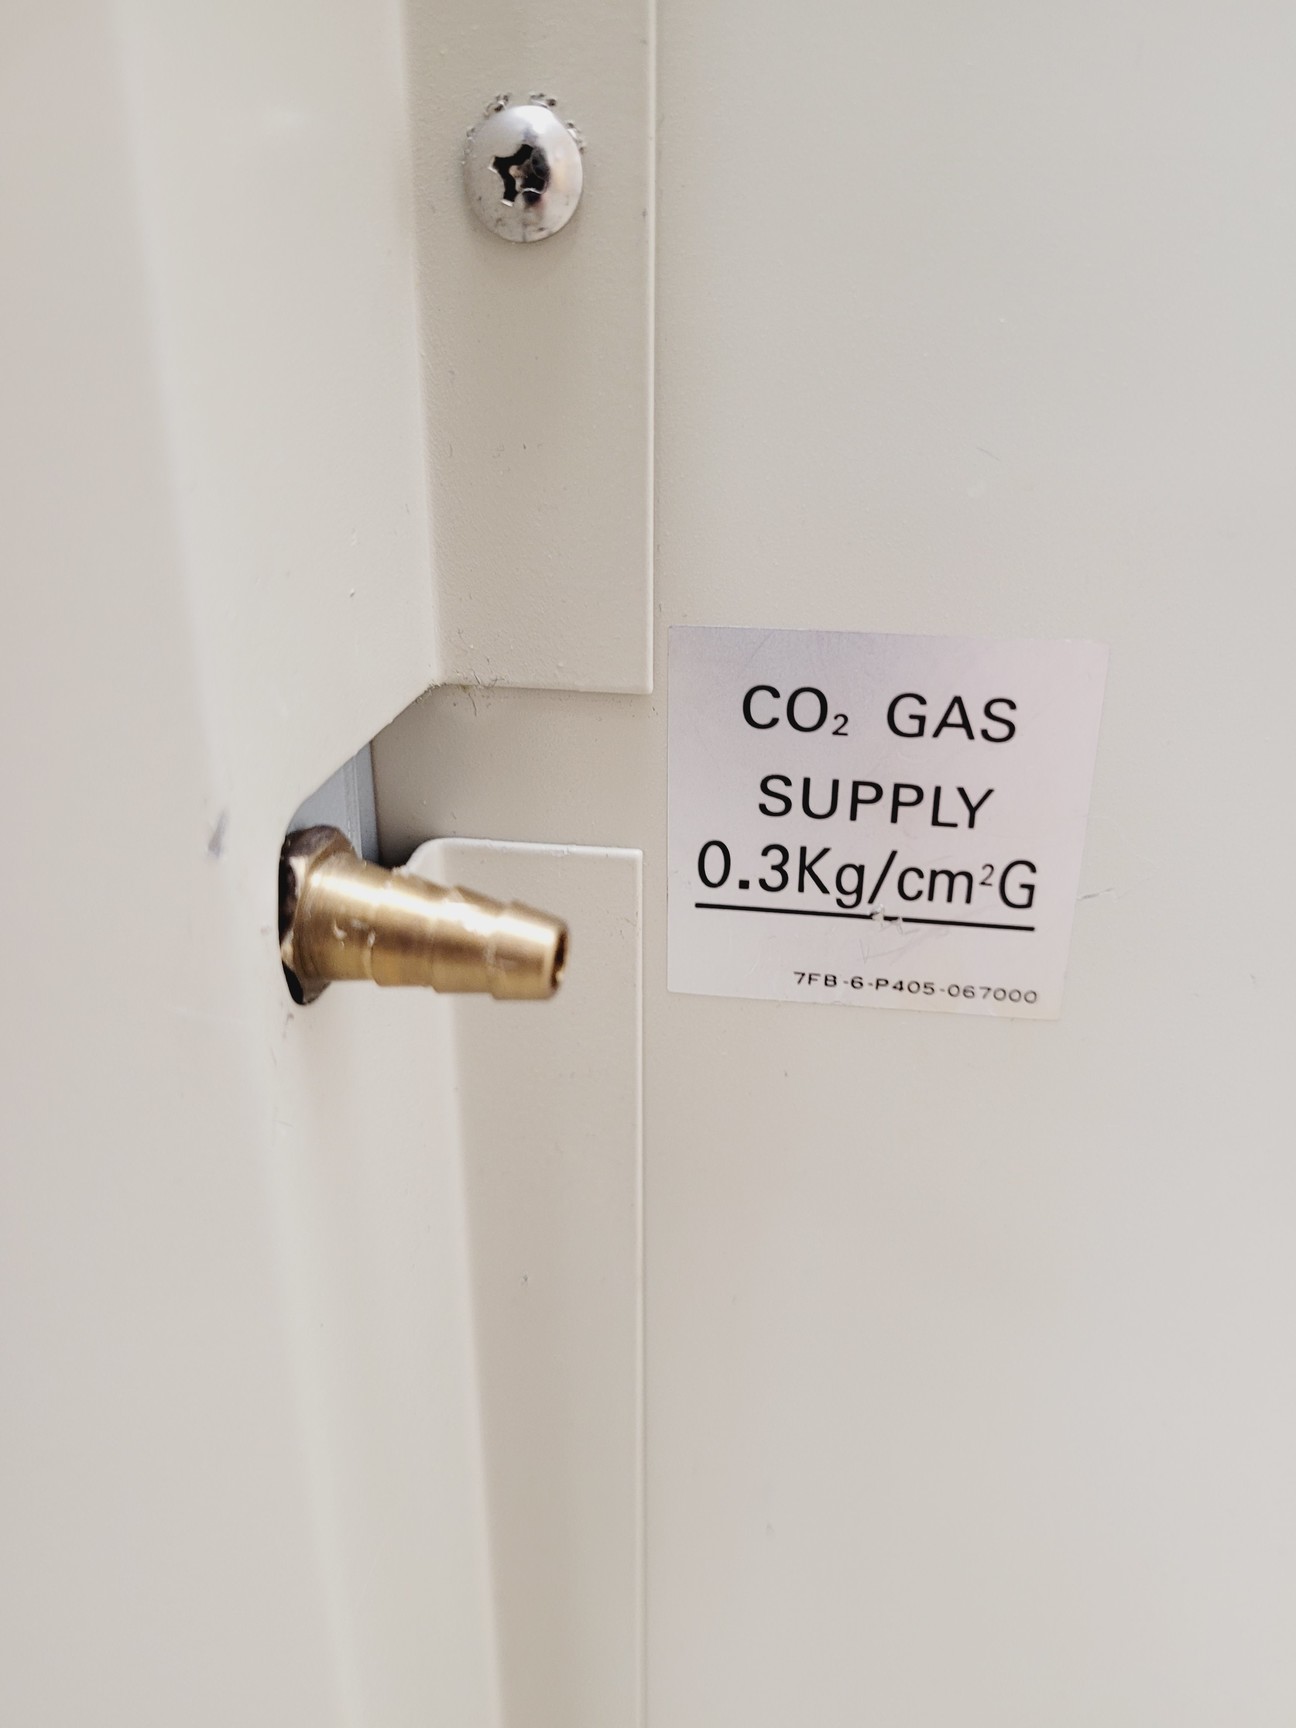 CO₂ GAS
SUPPLY
0.3Kg/cm²G
7FB-6-P405-067000